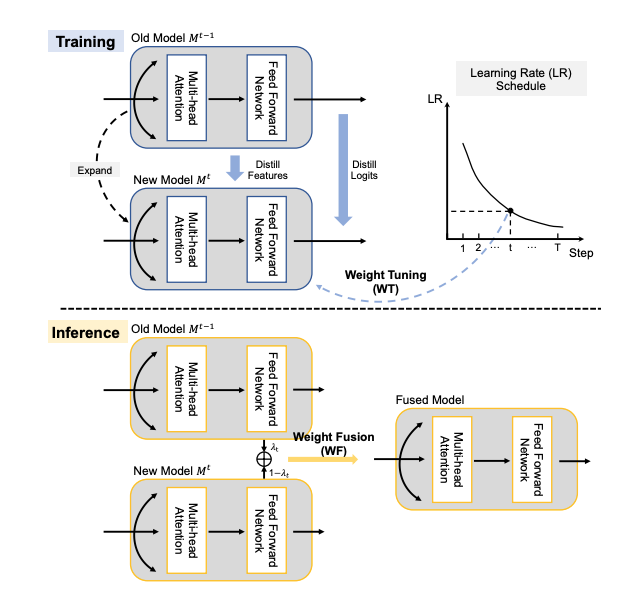 Training
Old Model M^{t-1}
Multi-head
Attention
Feed Forward
Network
Expand
Distill
Features
Distill
Logits
New Model M^t
Multi-head
Attention
Feed Forward
Network
Learning Rate (LR)
Schedule
LR
1 2 ... t ... T
Step
Weight Tuning
(WT)
Inference
Old Model M^{t-1}
Multi-head
Attention
Feed Forward
Network
λ_t
1-λ_t
Weight Fusion
(WF)
New Model M^t
Multi-head
Attention
Feed Forward
Network
Fused Model
Multi-head
Attention
Feed Forward
Network